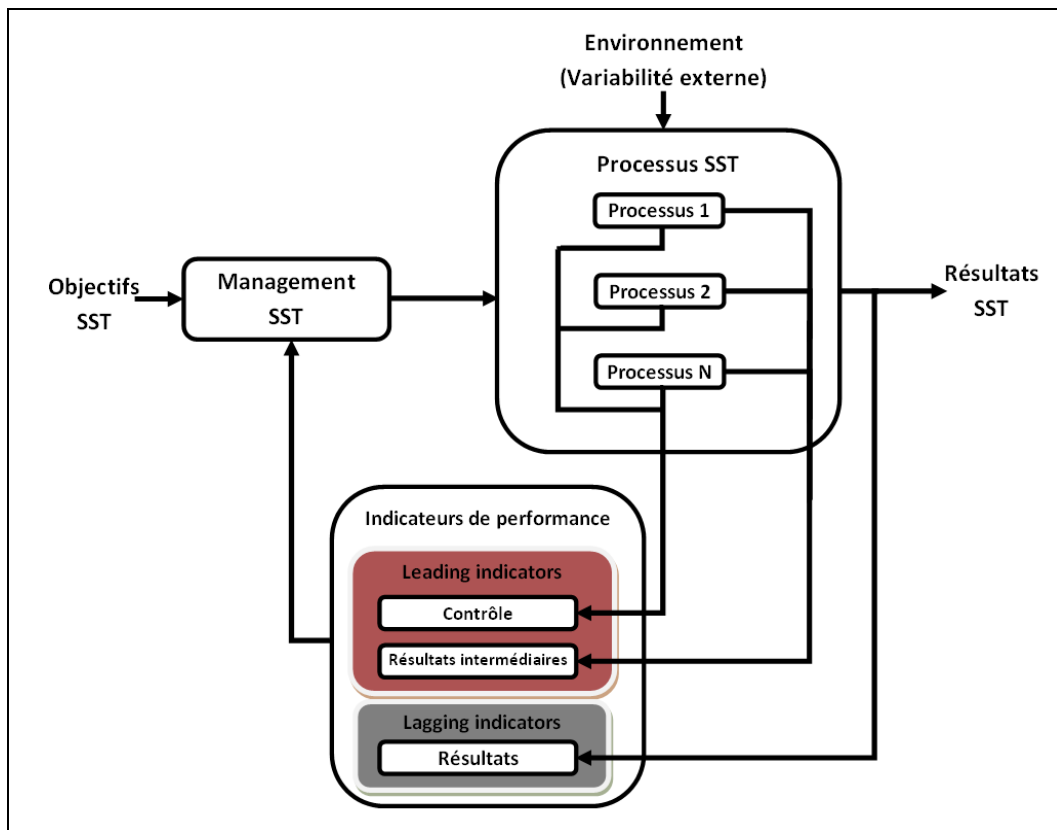 Environnement
(Variabilité externe)
Processus SST
Processus 1
Processus 2
Processus N
Objectifs
SST
Management
SST
Résultats
SST
Indicateurs de performance
Leading indicators
Contrôle
Résultats intermédiaires
Lagging indicators
Résultats